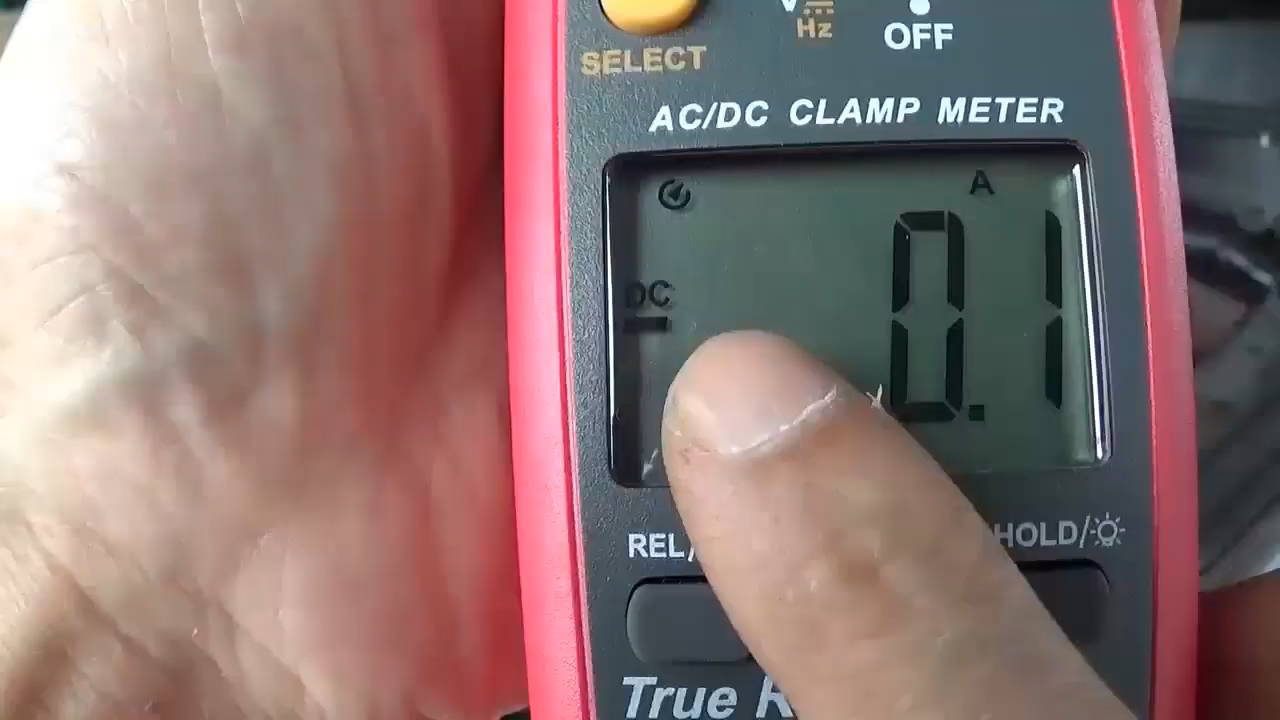 Hz
OFF
SELECT
AC/DC CLAMP METER
A
0.1
DC
REL/
HOLD/
True